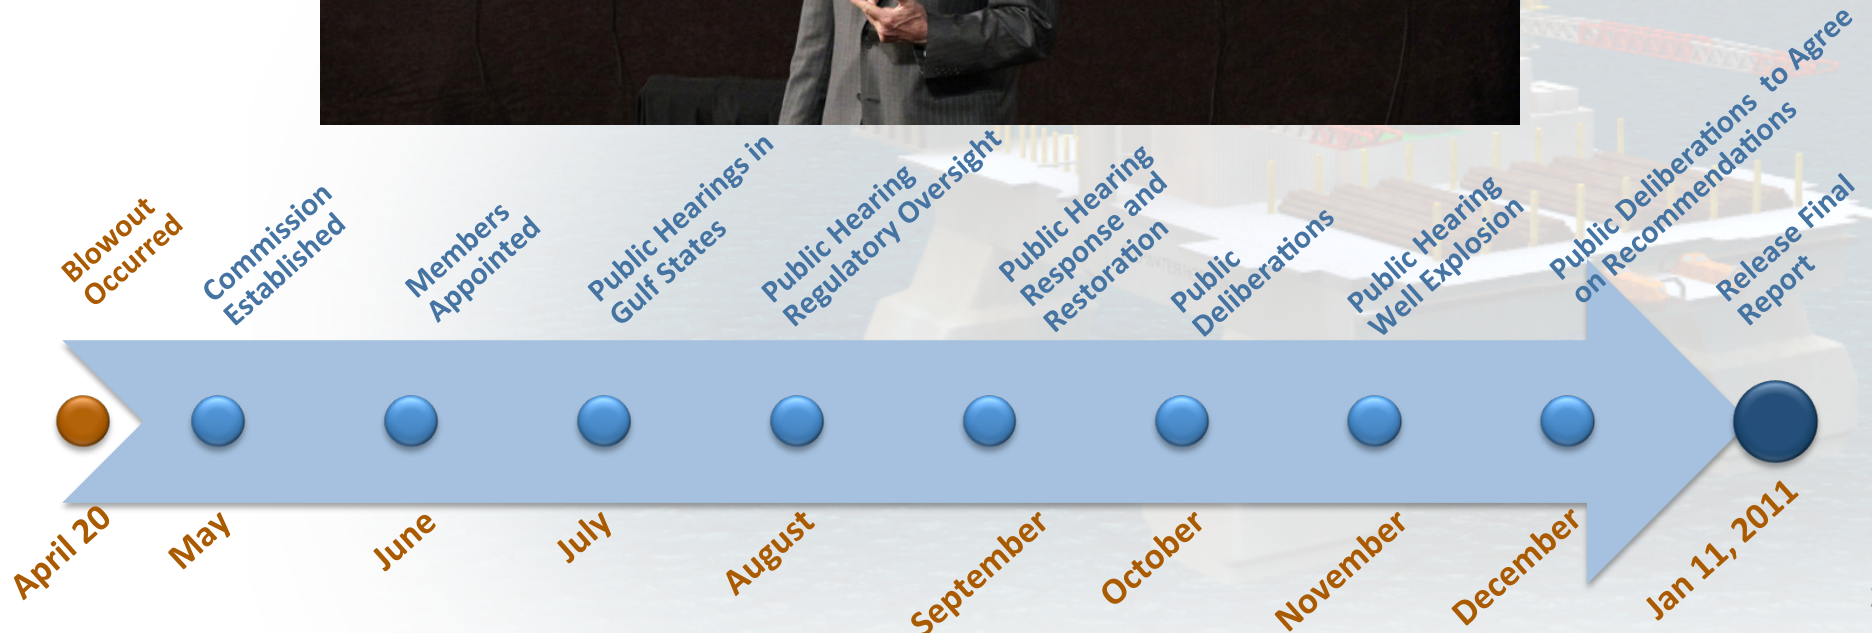 Blowout
Occurred
Commission
Established
Members
Appointed
Public Hearings in
Gulf States
Public Hearing
Regulatory Oversight
Public Hearing
Response and
Restoration
Public
Deliberations
Public Hearing
Well Explosion
Public Deliberations to Agree
on Recommendations
Release Final
Report
April 20
May
June
July
August
September
October
November
December
Jan 11, 2011